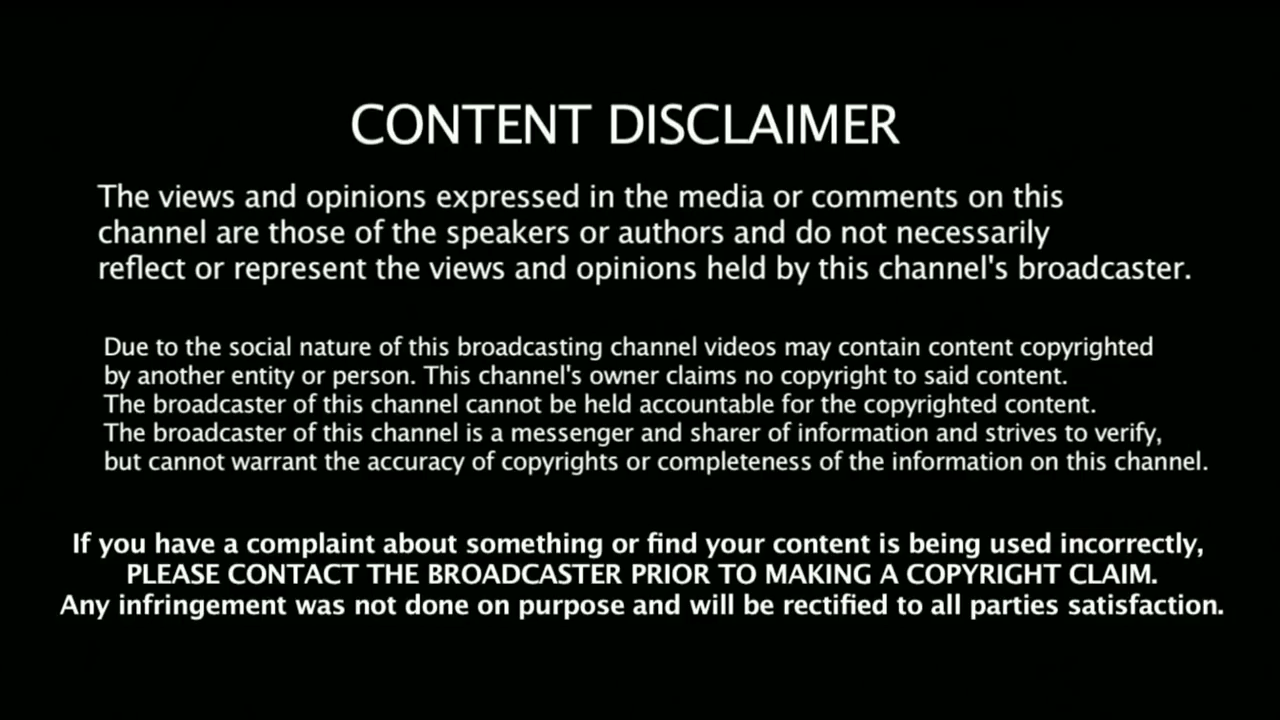 CONTENT DISCLAIMER
The views and opinions expressed in the media or comments on this
channel are those of the speakers or authors and do not necessarily
reflect or represent the views and opinions held by this channel's broadcaster.
Due to the social nature of this broadcasting channel videos may contain content copyrighted
by another entity or person. This channel's owner claims no copyright to said content.
The broadcaster of this channel cannot be held accountable for the copyrighted content.
The broadcaster of this channel is a messenger and sharer of information and strives to verify,
but cannot warrant the accuracy of copyrights or completeness of the information on this channel.
If you have a complaint about something or find your content is being used incorrectly,
PLEASE CONTACT THE BROADCASTER PRIOR TO MAKING A COPYRIGHT CLAIM.
Any infringement was not done on purpose and will be rectified to all parties satisfaction.